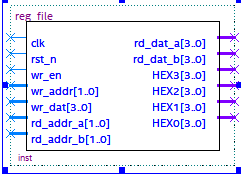 reg_file
clk rd_dat_a[3..0]
rst_n rd_dat_b[3..0]
wr_en HEX3[3..0]
wr_addr[1..0] HEX2[3..0]
wr_dat[3..0] HEX1[3..0]
rd_addr_a[1..0] HEX0[3..0]
rd_addr_b[1..0]
inst